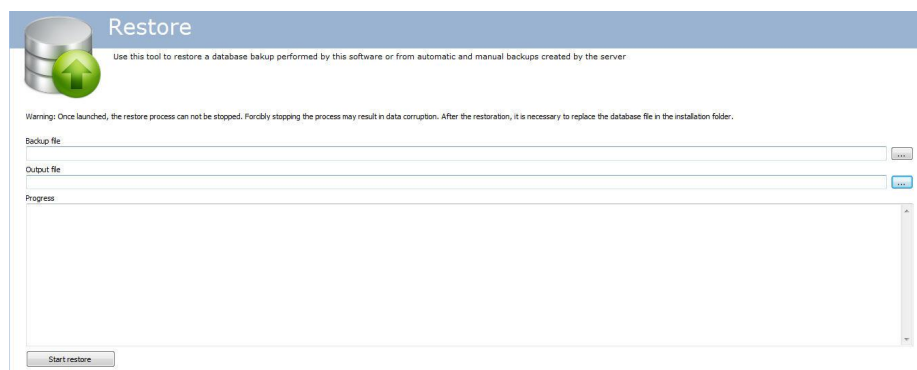 Restore
Use this tool to restore a database bakup performed by this software or from automatic and manual backups created by the server
Warning: Once launched, the restore process can not be stopped. Forcibly stopping the process may result in data corruption. After the restoration, it is necessary to replace the database file in the installation folder.
Backup file
...
Output file
...
Progress
Start restore